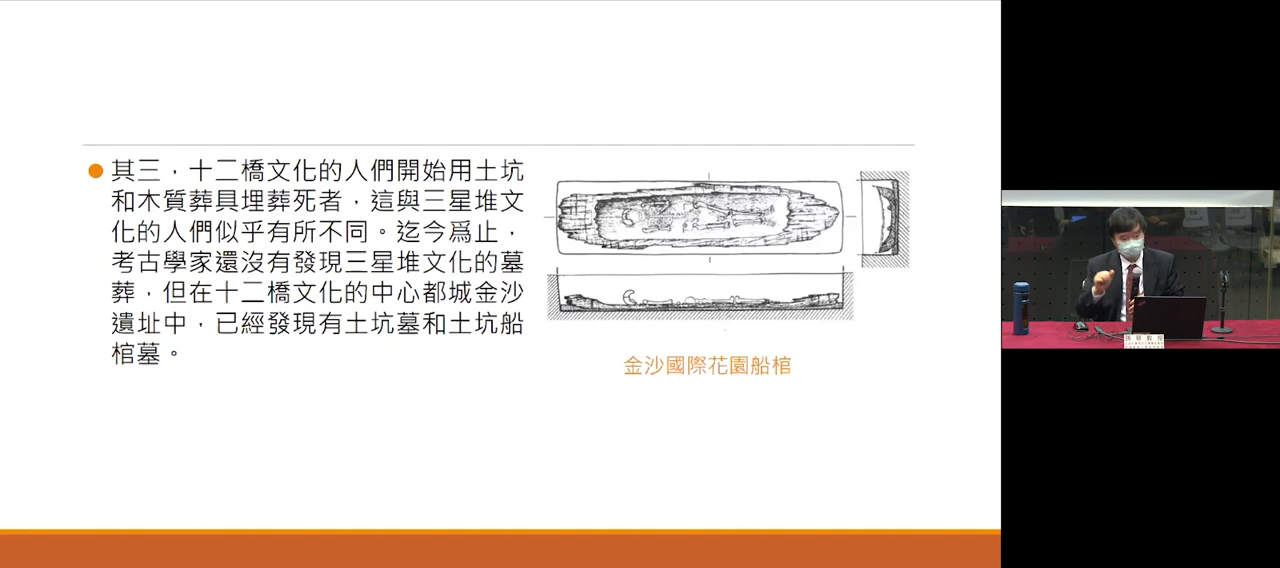 其三，十二橋文化的人們開始用土坑
和木質葬具埋葬死者，這與三星堆文
化的人們似乎有所不同。迄今爲止，
考古學家還沒有發現三星堆文化的墓
葬，但在十二橋文化的中心都城金沙
遺址中，已經發現有土坑墓和土坑船
棺墓。
金沙國際花園船棺